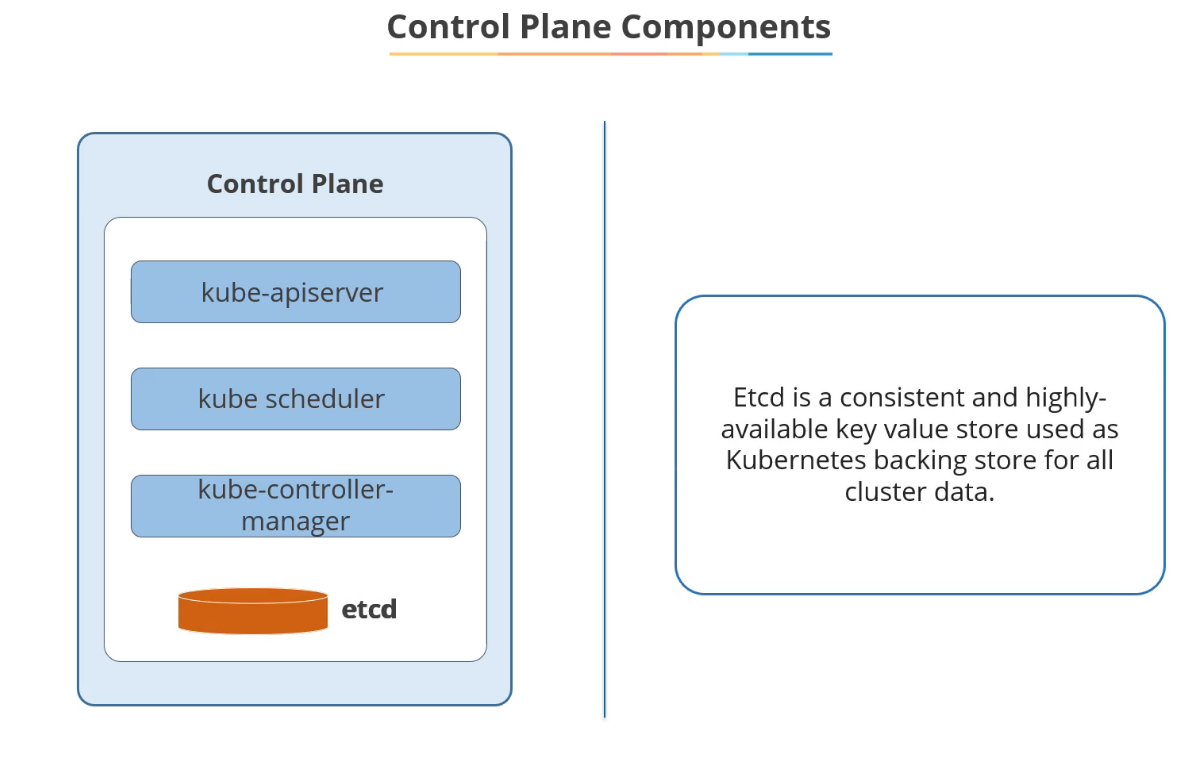 Control Plane Components
Control Plane
kube-apiserver
kube scheduler
kube-controller-
manager
etcd
Etcd is a consistent and highly-
available key value store used as
Kubernetes backing store for all
cluster data.